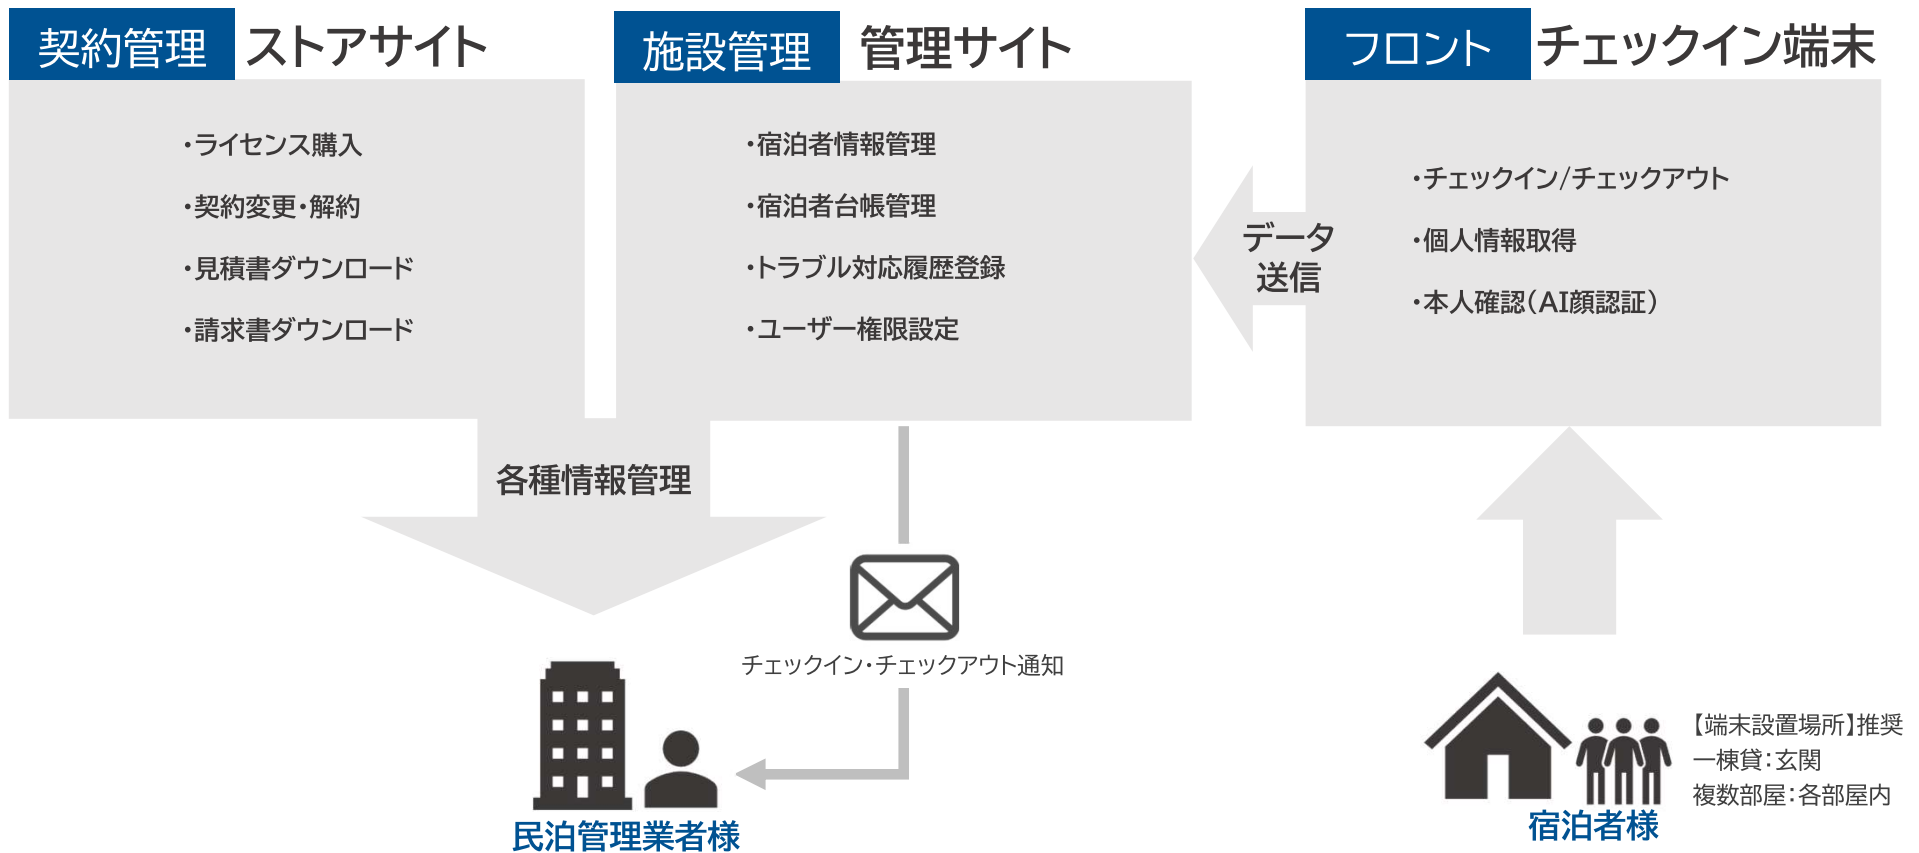 契約管理 ストアサイト
・ライセンス購入
・契約変更・解約
・見積書ダウンロード
・請求書ダウンロード
施設管理 管理サイト
・宿泊者情報管理
・宿泊者台帳管理
・トラブル対応履歴登録
・ユーザー権限設定
フロント チェックイン端末
・チェックイン/チェックアウト
・個人情報取得
・本人確認(AI顔認証)
データ
送信
各種情報管理
チェックイン・チェックアウト通知
民泊管理業者様
【端末設置場所】推奨
一棟貸:玄関
複数部屋:各部屋内
宿泊者様